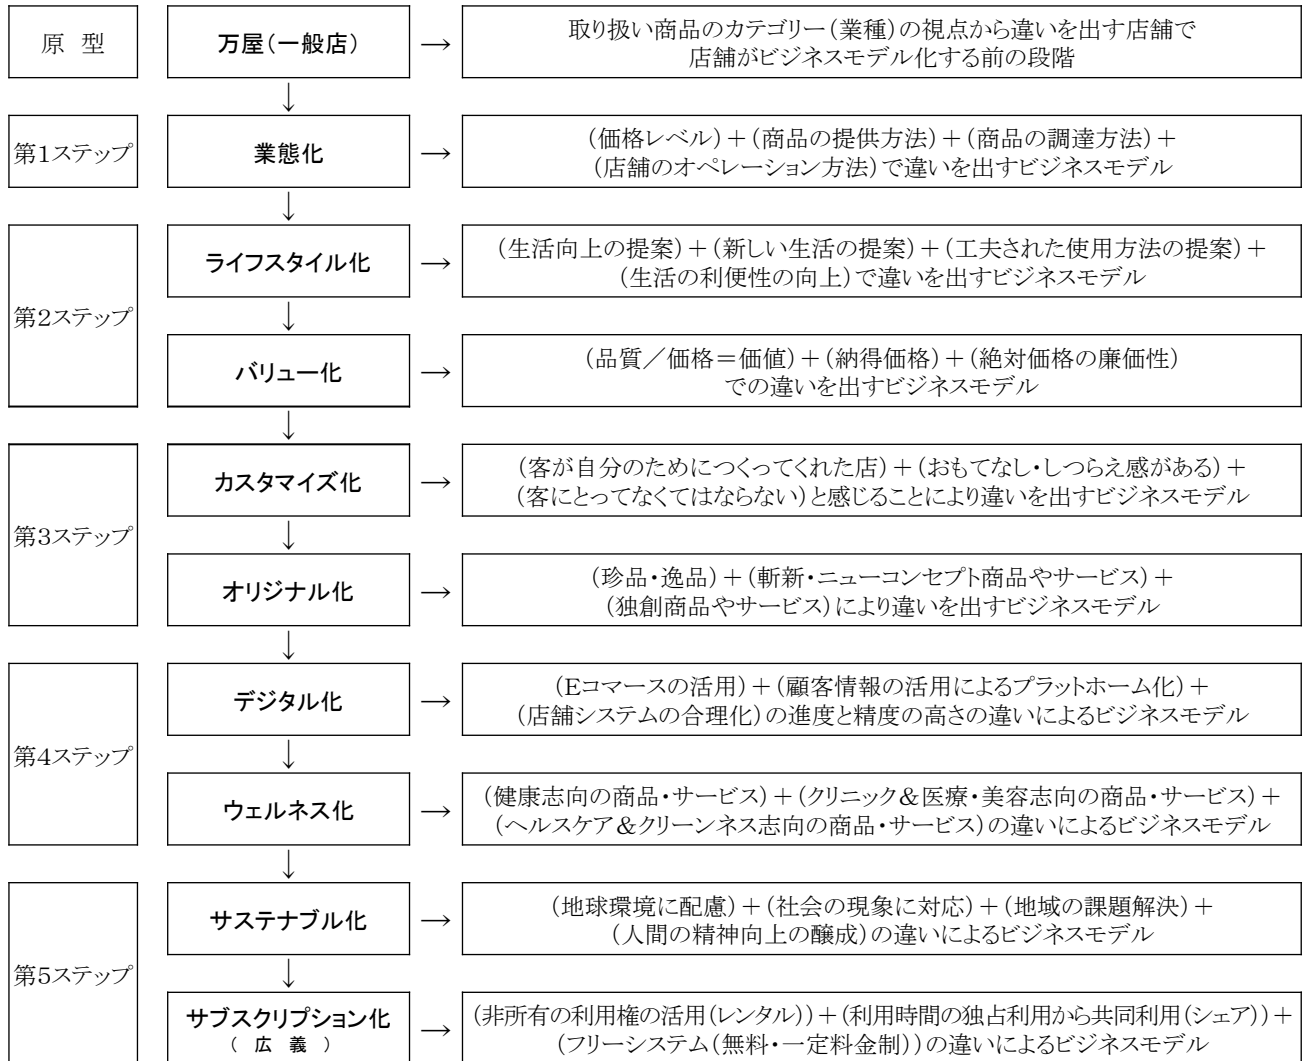 原 型
万屋(一般店)
→
取り扱い商品のカテゴリー(業種)の視点から違いを出す店舗で
店舗がビジネスモデル化する前の段階
↓
第1ステップ
業態化
→
(価格レベル)+(商品の提供方法)+(商品の調達方法)+
(店舗のオペレーション方法)で違いを出すビジネスモデル
↓
第2ステップ
ライフスタイル化
→
(生活向上の提案)+(新しい生活の提案)+(工夫された使用方法の提案)+
(生活の利便性の向上)で違いを出すビジネスモデル
↓
バリュー化
→
(品質/価格=価値)+(納得価格)+(絶対価格の廉価性)
での違いを出すビジネスモデル
↓
第3ステップ
カスタマイズ化
→
(客が自分のためにつくってくれた店)+(おもてなし・しつらえ感がある)+
(客にとってなくてはならない)と感じることにより違いを出すビジネスモデル
↓
オリジナル化
→
(珍品・逸品)+(斬新・ニューコンセプト商品やサービス)+
(独創商品やサービス)により違いを出すビジネスモデル
↓
第4ステップ
デジタル化
→
(Eコマースの活用)+(顧客情報の活用によるプラットホーム化)+
(店舗システムの合理化)の進度と精度の高さの違いによるビジネスモデル
↓
ウェルネス化
→
(健康志向の商品・サービス)+(クリニック&医療・美容志向の商品・サービス)+
(ヘルスケア&クリーンネス志向の商品・サービス)の違いによるビジネスモデル
↓
第5ステップ
サステナブル化
→
(地球環境に配慮)+(社会の現象に対応)+(地域の課題解決)+
(人間の精神向上の醸成)の違いによるビジネスモデル
↓
サブスクリプション化
( 広 義 )
→
(非所有の利用権の活用(レンタル))+(利用時間の独占利用から共同利用(シェア))+
(フリーシステム(無料・一定料金制))の違いによるビジネスモデル